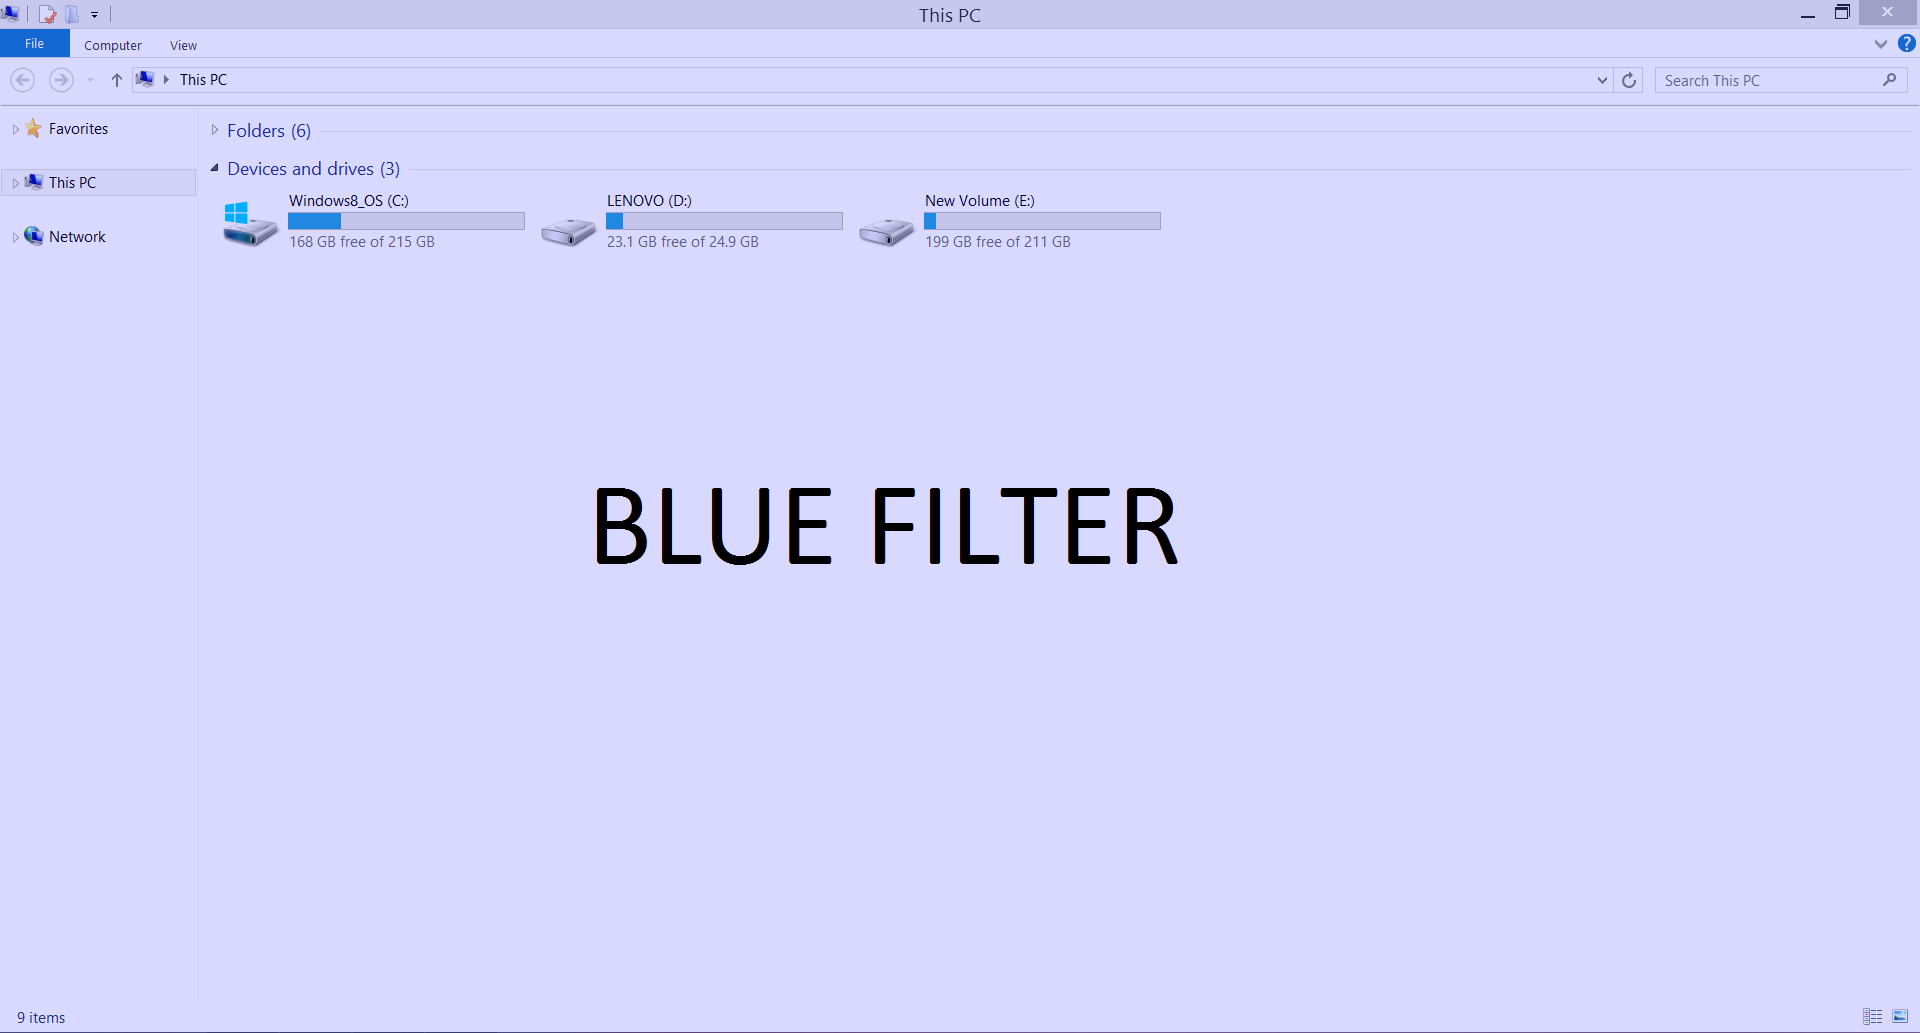 This PC
File Computer View
This PC
Search This PC
Favorites
This PC
Network
Folders (6)
Devices and drives (3)
Windows8_OS (C:)
168 GB free of 215 GB
LENOVO (D:)
23.1 GB free of 24.9 GB
New Volume (E:)
199 GB free of 211 GB
BLUE FILTER
9 items